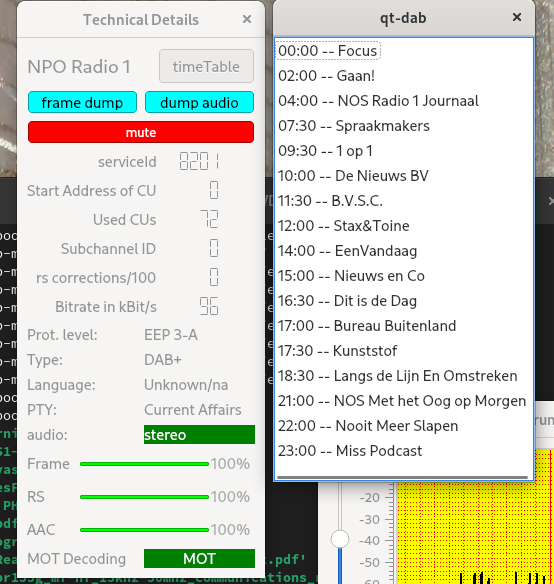 Technical Details
NPO Radio 1
timeTable
frame dump
dump audio
mute
serviceId 8201
Start Address of CU 0
Used CUs 72
Subchannel ID 0
rs corrections/100 0
Bitrate in kBit/s 96
Prot. level: EEP 3-A
Type: DAB+
Language: Unknown/na
PTY: Current Affairs
audio: stereo
Frame 100%
RS 100%
AAC 100%
MOT Decoding MOT
qt-dab
00:00 -- Focus
02:00 -- Gaan!
04:00 -- NOS Radio 1 Journaal
07:30 -- Spraakmakers
09:30 -- 1 op 1
10:00 -- De Nieuws BV
11:30 -- B.V.S.C.
12:00 -- Stax&Toine
14:00 -- EenVandaag
15:00 -- Nieuws en Co
16:30 -- Dit is de Dag
17:00 -- Bureau Buitenland
17:30 -- Kunststof
18:30 -- Langs de Lijn En Omstreken
21:00 -- NOS Met het Oog op Morgen
22:00 -- Nooit Meer Slapen
23:00 -- Miss Podcast
-20
-30
-40
-50
-60